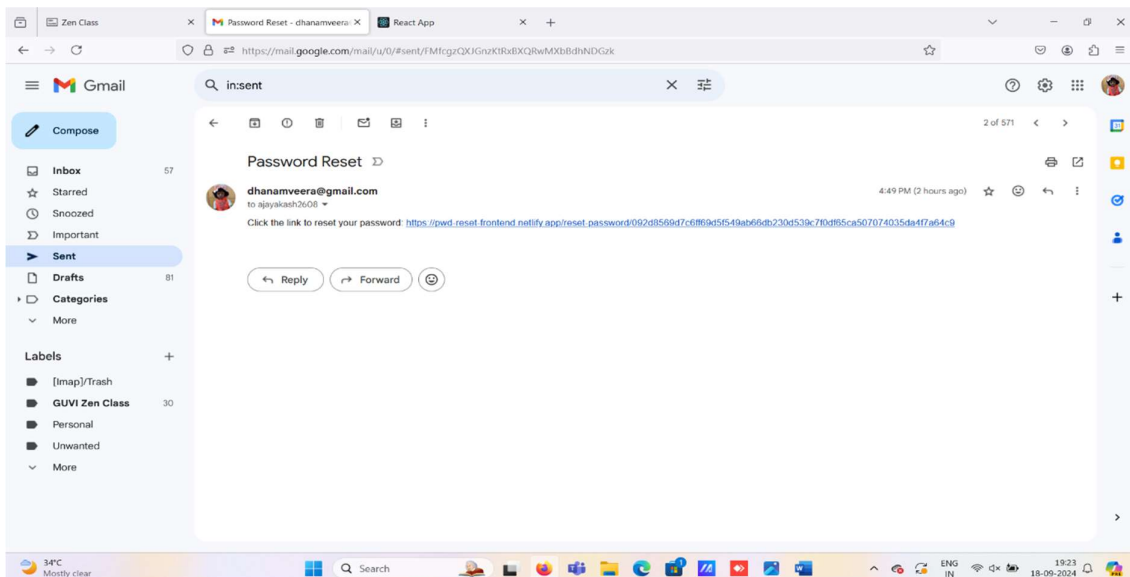 Zen Class
Password Reset - dhanamveera
React App
https://mail.google.com/mail/u/0/#sent/FMfcgzQXJGnzKtRxBXQRwMXbBdhNDGzk
Gmail
in:sent
Compose
2 of 571
Inbox 57
Starred
Snoozed
Important
Sent
Drafts 81
Categories
More
Labels
[Imap]/Trash
GUVI Zen Class 30
Personal
Unwanted
More
Password Reset
dhanamveera@gmail.com 4:49 PM (2 hours ago)
to ajayakash2608
Click the link to reset your password: https://pwd-reset-frontend.netlify.app/reset-password/092d8569d7c6ff69d5f549ab66db230d539c7f0df65ca507074035da4f7a64c9
Reply Forward
34°C
Mostly clear
Search
ENG
IN
19:23
18-09-2024